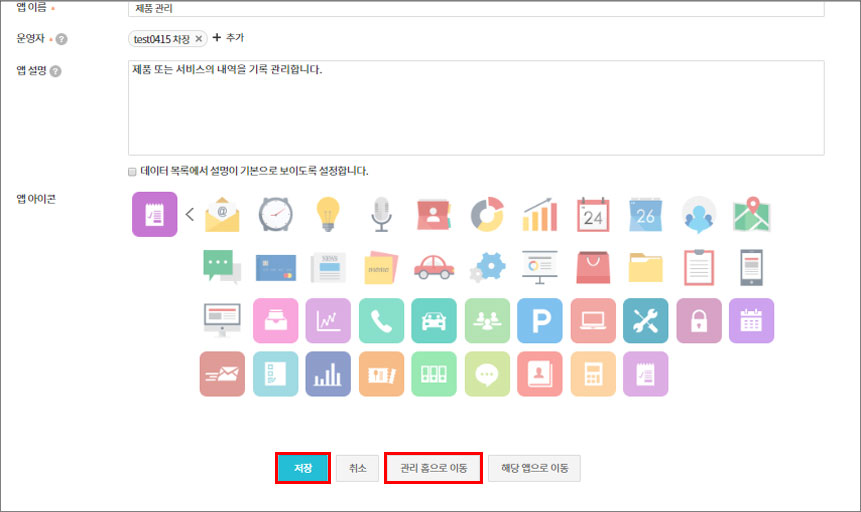 앱 이름 *
제품 관리
운영자 * ?
test0415 차장 × + 추가
앱 설명 ?
제품 또는 서비스의 내역을 기록 관리합니다.
데이터 목록에서 설명이 기본으로 보이도록 설정합니다.
앱 아이콘
@
24
26
NEWS
meme
P
저장
취소
관리 홈으로 이동
해당 앱으로 이동